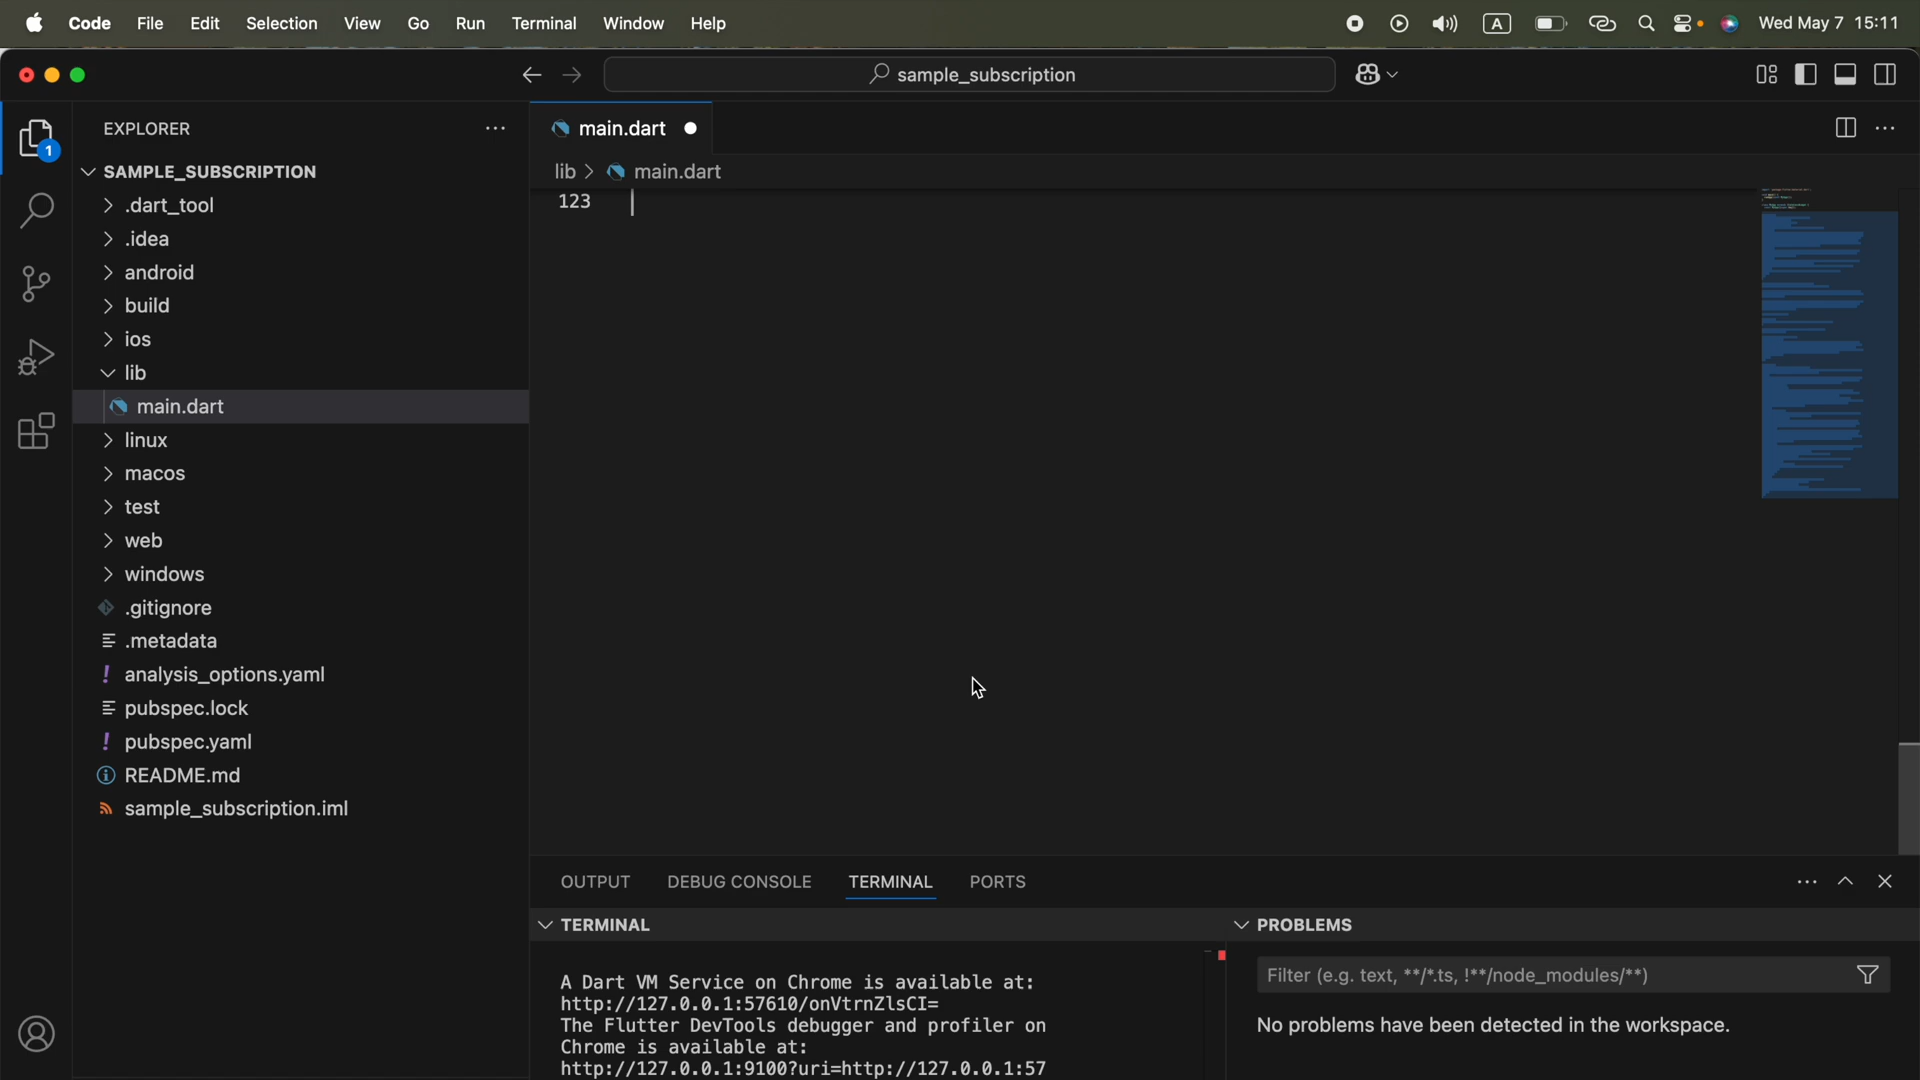 Code File Edit Selection View Go Run Terminal Window Help A Wed May 7 15:11
sample_subscription
EXPLORER
main.dart
1
SAMPLE_SUBSCRIPTION
lib > main.dart
.dart_tool
.idea
android
build
ios
lib
main.dart
linux
macos
test
web
windows
.gitignore
.metadata
! analysis_options.yaml
pubspec.lock
! pubspec.yaml
README.md
sample_subscription.iml
123
OUTPUT DEBUG CONSOLE TERMINAL PORTS
TERMINAL
A Dart VM Service on Chrome is available at:
http://127.0.0.1:57610/onVtrnZlsCI=
The Flutter DevTools debugger and profiler on
Chrome is available at:
http://127.0.0.1:9100?uri=http://127.0.0.1:57
PROBLEMS
Filter (e.g. text, **/*.ts, !**/node_modules/**)
No problems have been detected in the workspace.